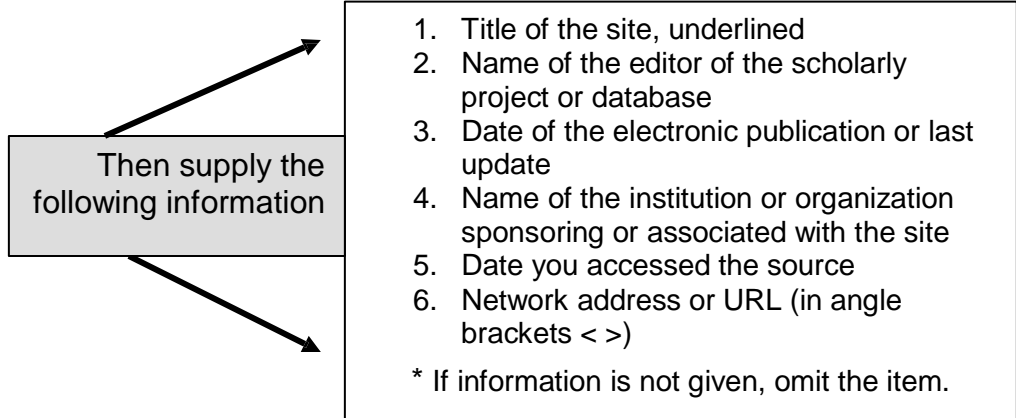 Then supply the
following information
1. Title of the site, underlined
2. Name of the editor of the scholarly
project or database
3. Date of the electronic publication or last
update
4. Name of the institution or organization
sponsoring or associated with the site
5. Date you accessed the source
6. Network address or URL (in angle
brackets < >)
* If information is not given, omit the item.